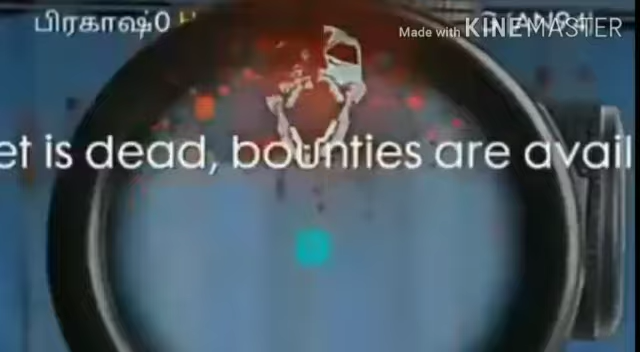 பிரகாஷ்0
Made with KINEMASTER
et is dead, bounties are avail